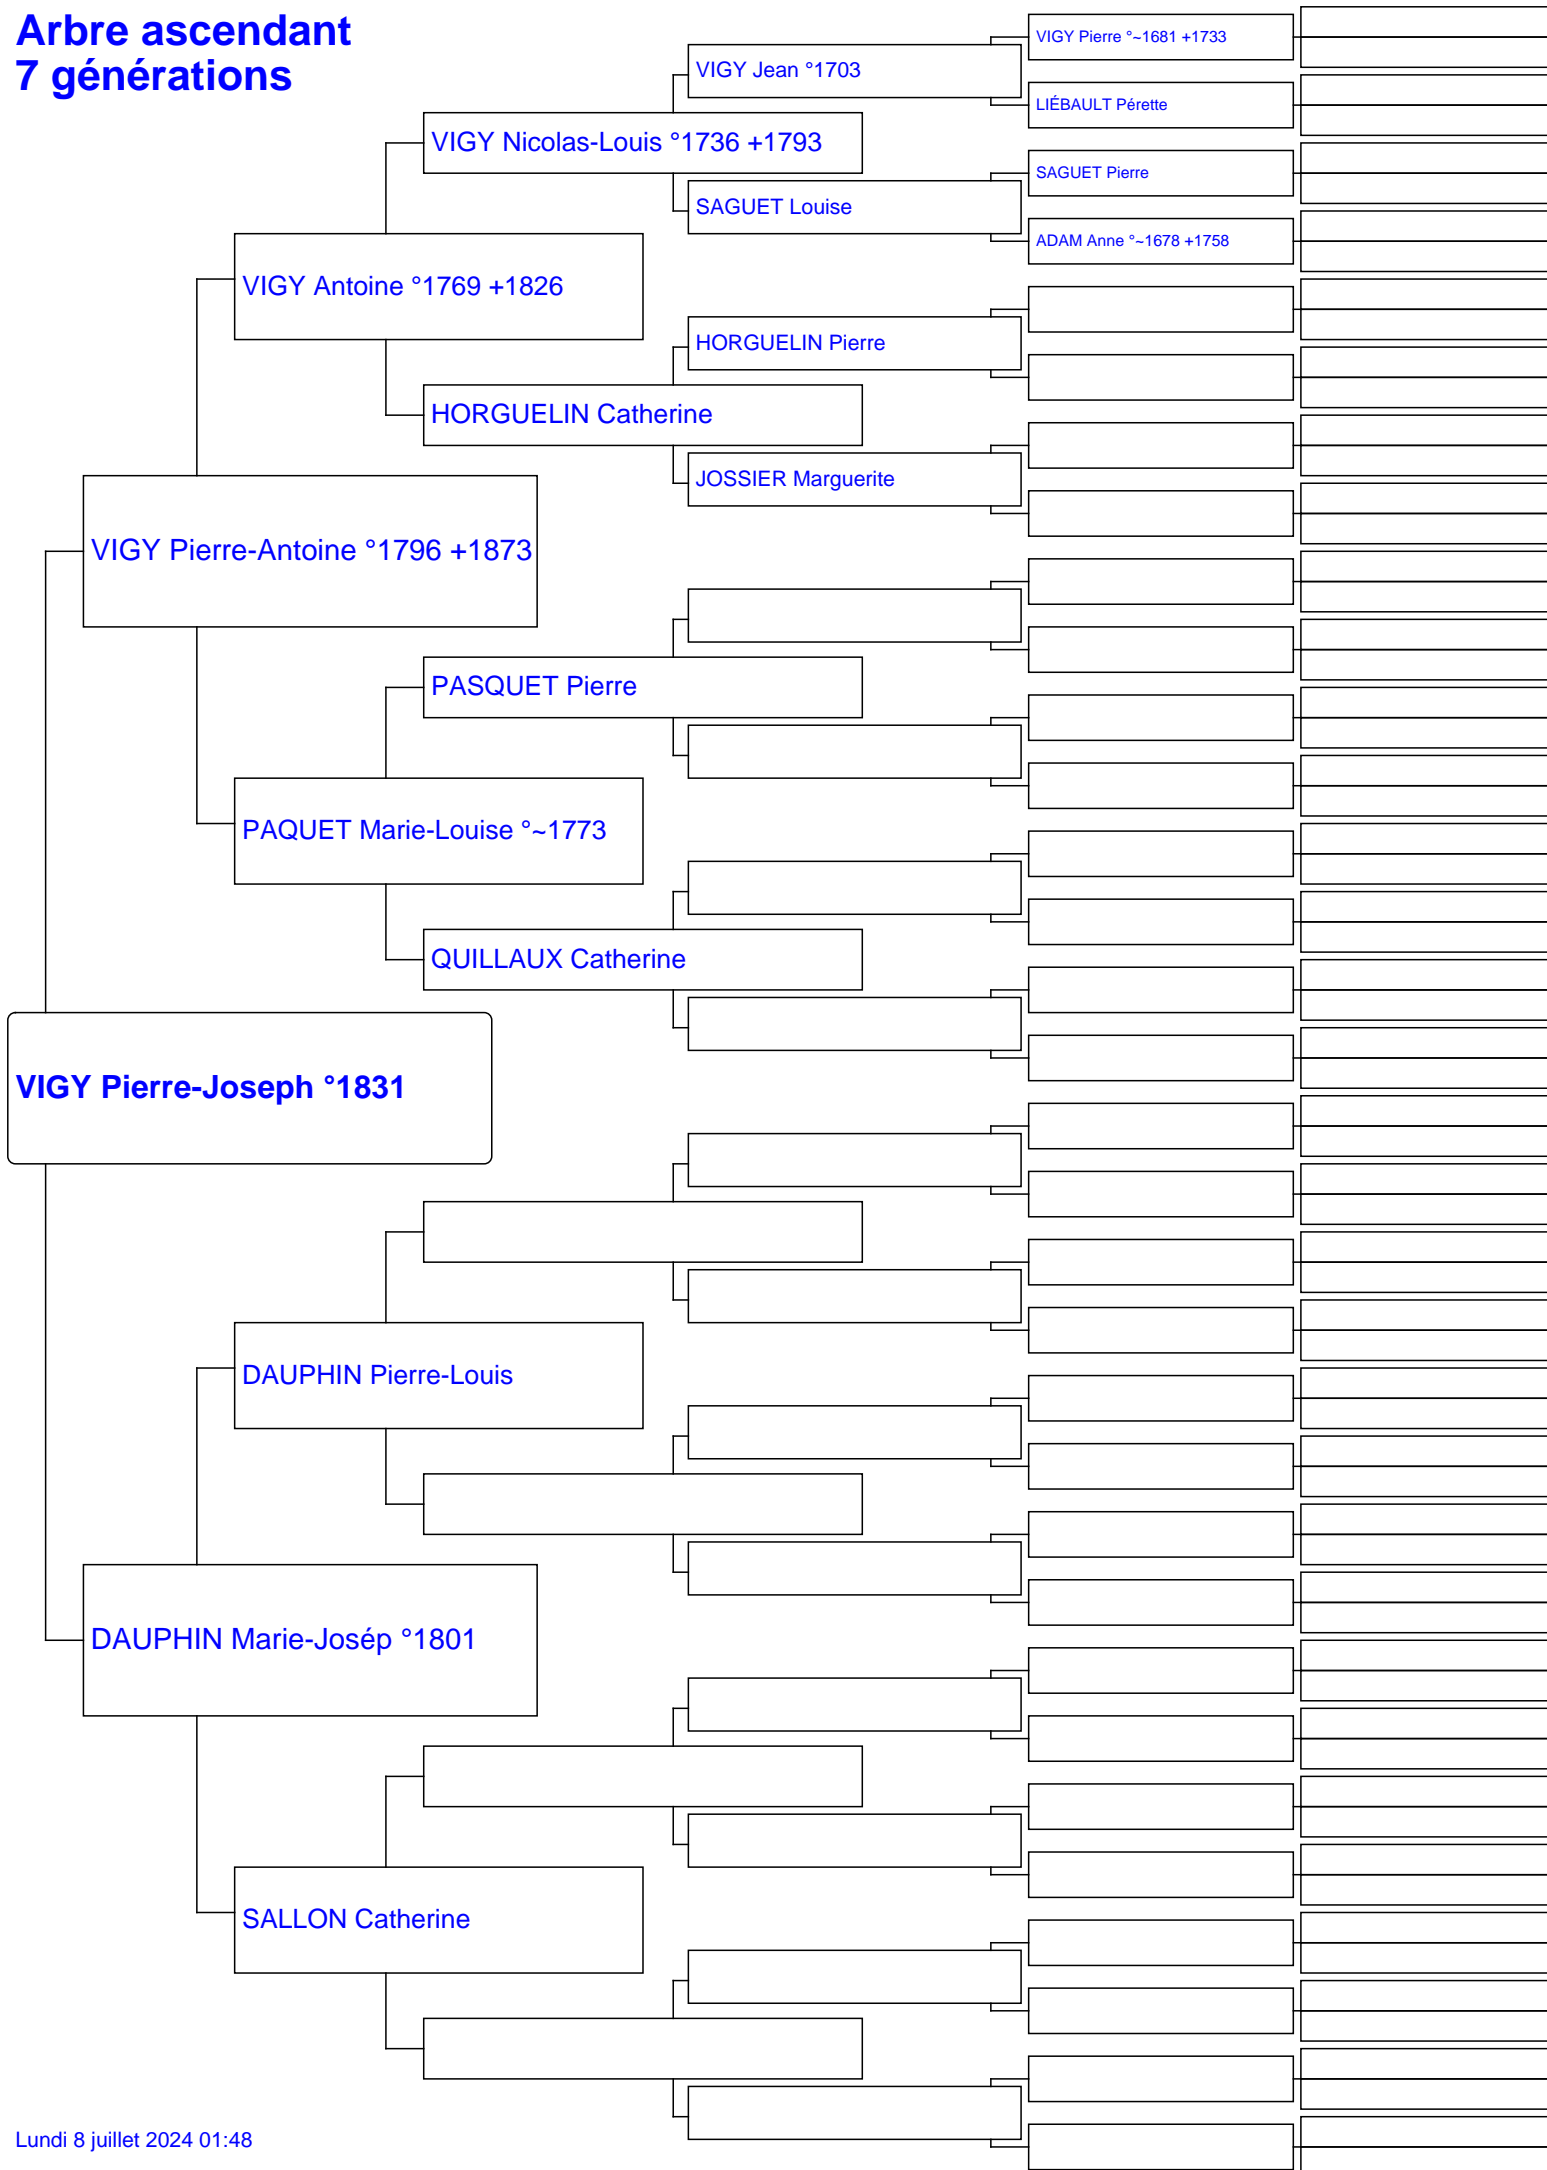 Arbre ascendant
7 générations
VIGY Pierre °~1681 +1733
VIGY Jean °1703
LIÉBAULT Pérette
VIGY Nicolas-Louis °1736 +1793
SAGUET Pierre
SAGUET Louise
ADAM Anne °~1678 +1758
VIGY Antoine °1769 +1826
HORGUELIN Pierre
HORGUELIN Catherine
JOSSIER Marguerite
VIGY Pierre-Antoine °1796 +1873
PASQUET Pierre
PAQUET Marie-Louise °~1773
QUILLAUX Catherine
VIGY Pierre-Joseph °1831
DAUPHIN Pierre-Louis
DAUPHIN Marie-Josép °1801
SALLON Catherine
Lundi 8 juillet 2024 01:48